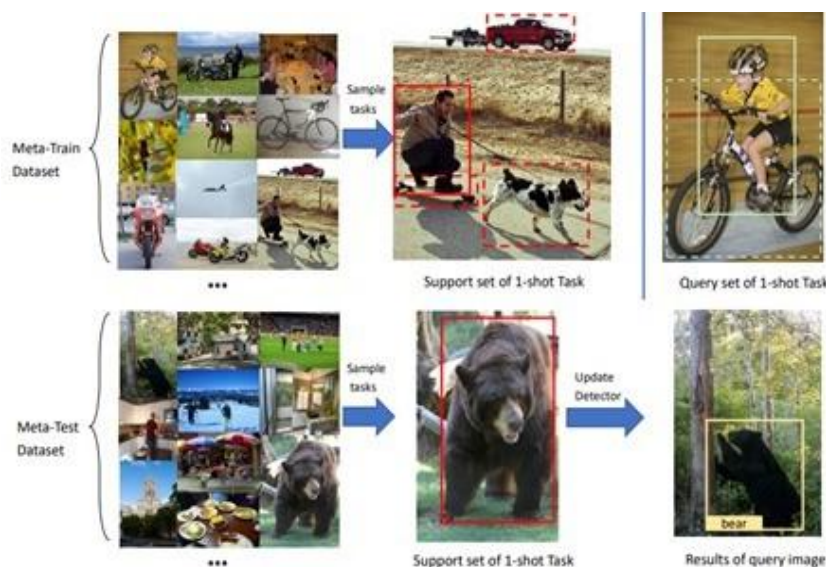 Meta-Train
Dataset
Sample
tasks
•••
Support set of 1-shot Task
Query set of 1-shot Task
Meta-Test
Dataset
Sample
tasks
Update
Detector
bear
•••
Support set of 1-shot Task
Results of query image